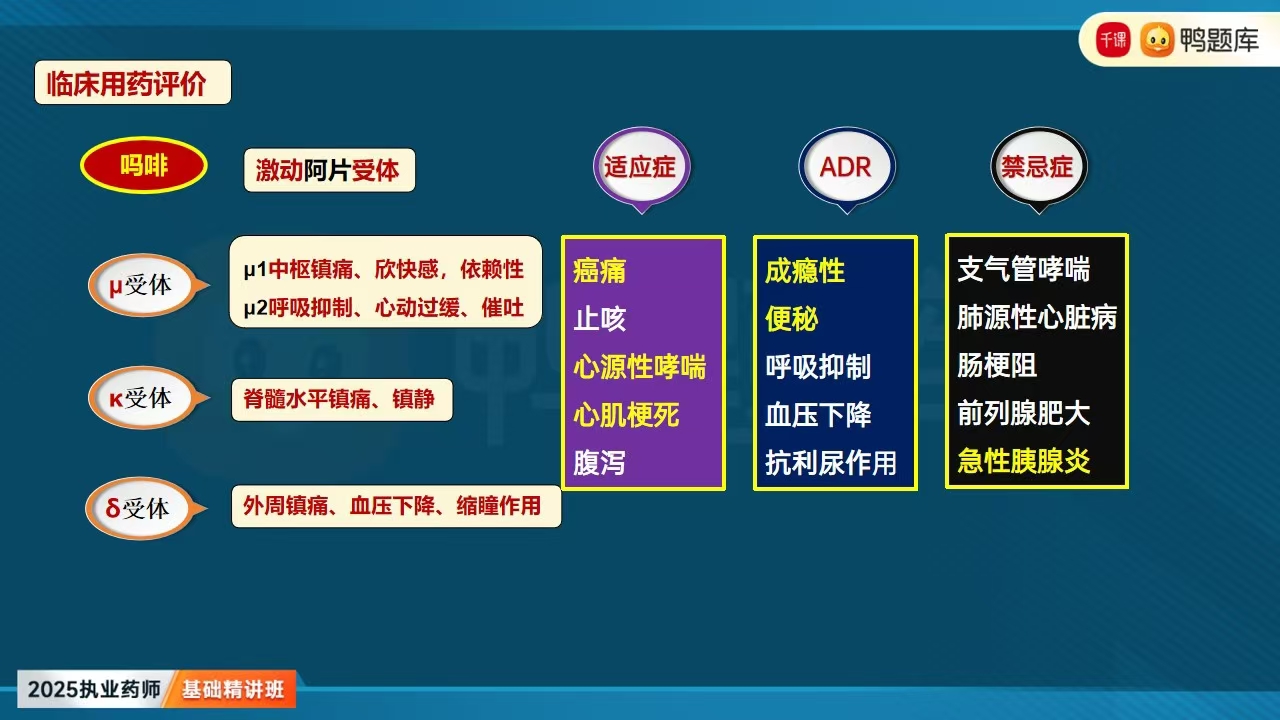 千课 鸭题库
临床用药评价
吗啡
激动阿片受体
适应症
ADR
禁忌症
μ受体
μ1中枢镇痛、欣快感，依赖性
μ2呼吸抑制、心动过缓、催吐
κ受体
脊髓水平镇痛、镇静
δ受体
外周镇痛、血压下降、缩瞳作用
癌痛
止咳
心源性哮喘
心肌梗死
腹泻
成瘾性
便秘
呼吸抑制
血压下降
抗利尿作用
支气管哮喘
肺源性心脏病
肠梗阻
前列腺肥大
急性胰腺炎
2025执业药师 基础精讲班